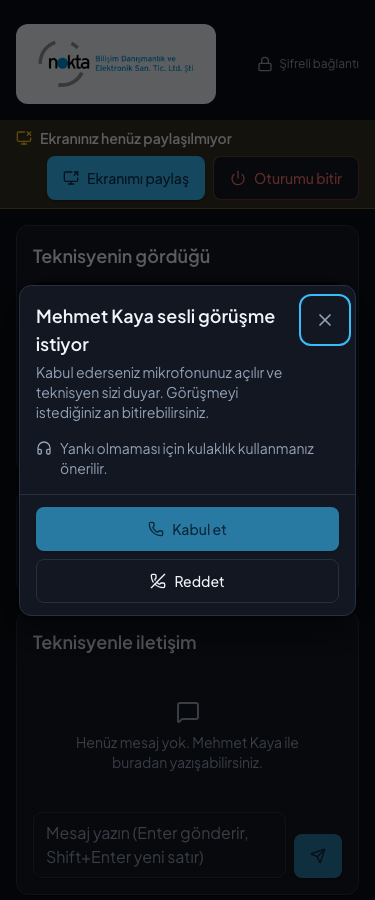 nokta
Bilişim Danışmanlık ve
Elektronik San. Tic. Ltd. Şti
Şifreli bağlantı
Ekranınız henüz paylaşılmıyor
Ekranımı paylaş
Oturumu bitir
Teknisyenin gördüğü
Mehmet Kaya sesli görüşme
istiyor
Kabul ederseniz mikrofonunuz açılır ve
teknisyen sizi duyar. Görüşmeyi
istediğiniz an bitirebilirsiniz.
Yankı olmaması için kulaklık kullanmanız
önerilir.
Kabul et
Reddet
Teknisyenle iletişim
Henüz mesaj yok. Mehmet Kaya ile
buradan yazışabilirsiniz.
Mesaj yazın (Enter gönderir,
Shift+Enter yeni satır)